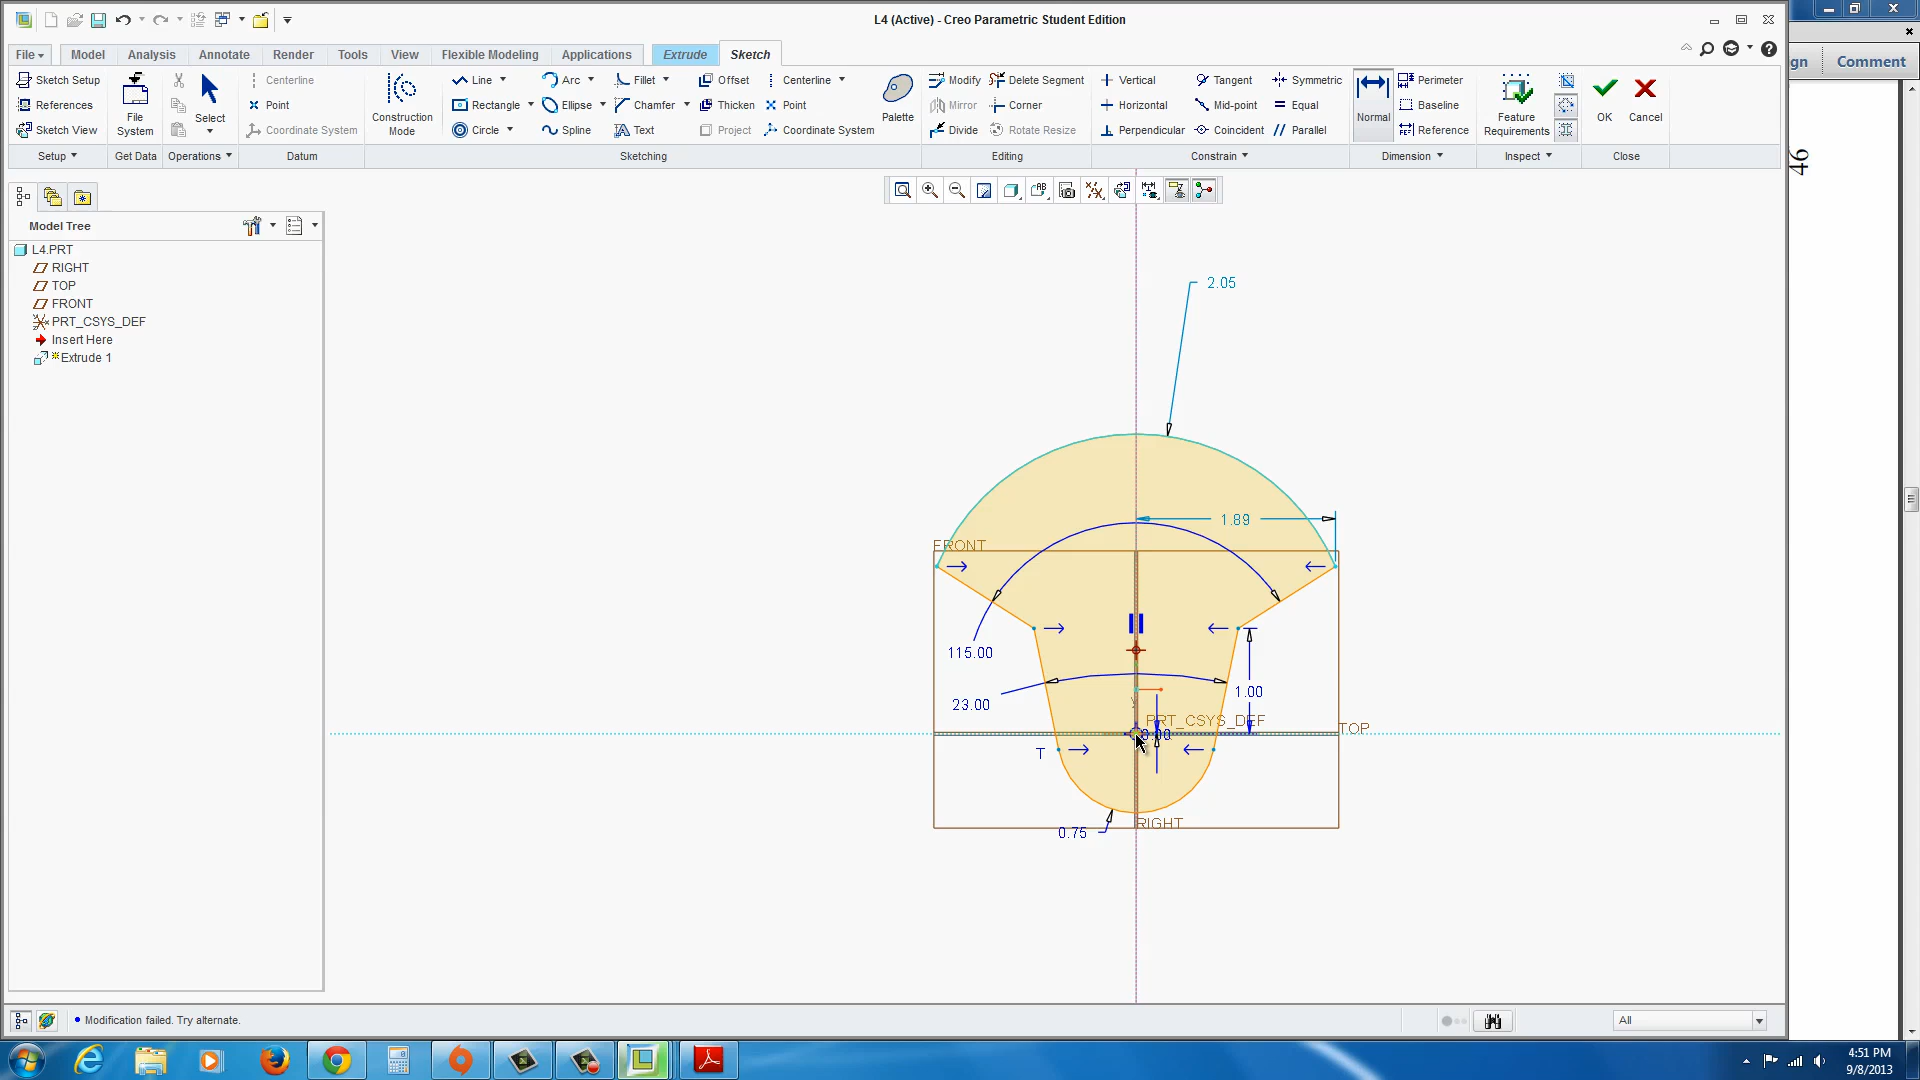 L4 (Active) - Creo Parametric Student Edition
File Model Analysis Annotate Render Tools View Flexible Modeling Applications Extrude Sketch
Sketch Setup
References
Sketch View
Setup
File System
Get Data
Select
Operations
Centerline
Point
Coordinate System
Datum
Construction Mode
Line Arc Fillet Offset Centerline
Rectangle Ellipse Chamfer Thicken Point
Circle Spline Text Project Coordinate System
Palette
Sketching
Modify Delete Segment
Mirror Corner
Divide Rotate Resize
Editing
Vertical Tangent Symmetric
Horizontal Mid-point Equal
Perpendicular Coincident Parallel
Constrain
Normal
Perimeter
Baseline
Reference
Dimension
Feature Requirements
Inspect
OK
Cancel
Close
gn
Comment
46
Model Tree
L4.PRT
RIGHT
TOP
FRONT
PRT_CSYS_DEF
Insert Here
Extrude 1
2.05
1.89
FRONT
115.00
23.00
1.00
PRT_CSYS_DEF
TOP
T
0.75
RIGHT
Modification failed. Try alternate.
All
4:51 PM
9/8/2013